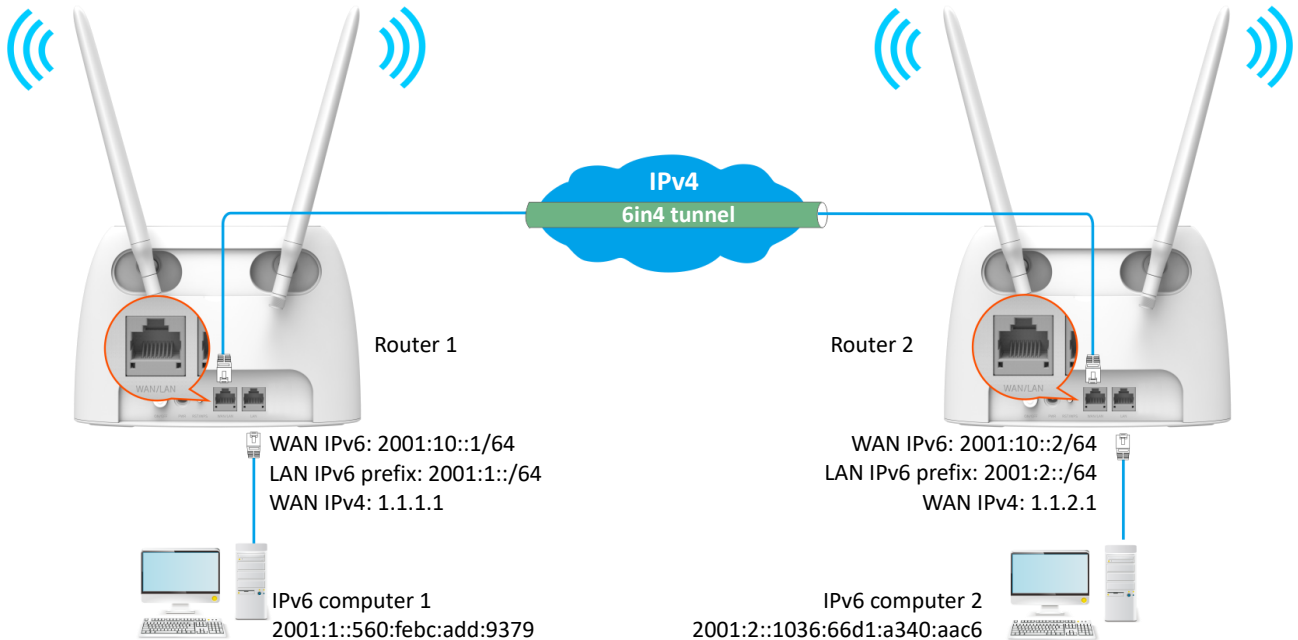 IPv4
6in4 tunnel
Router 1
Router 2
WAN/LAN
WAN/LAN
WAN IPv6: 2001:10::1/64
LAN IPv6 prefix: 2001:1::/64
WAN IPv4: 1.1.1.1
WAN IPv6: 2001:10::2/64
LAN IPv6 prefix: 2001:2::/64
WAN IPv4: 1.1.2.1
IPv6 computer 1
2001:1::560:febc:add:9379
IPv6 computer 2
2001:2::1036:66d1:a340:aac6